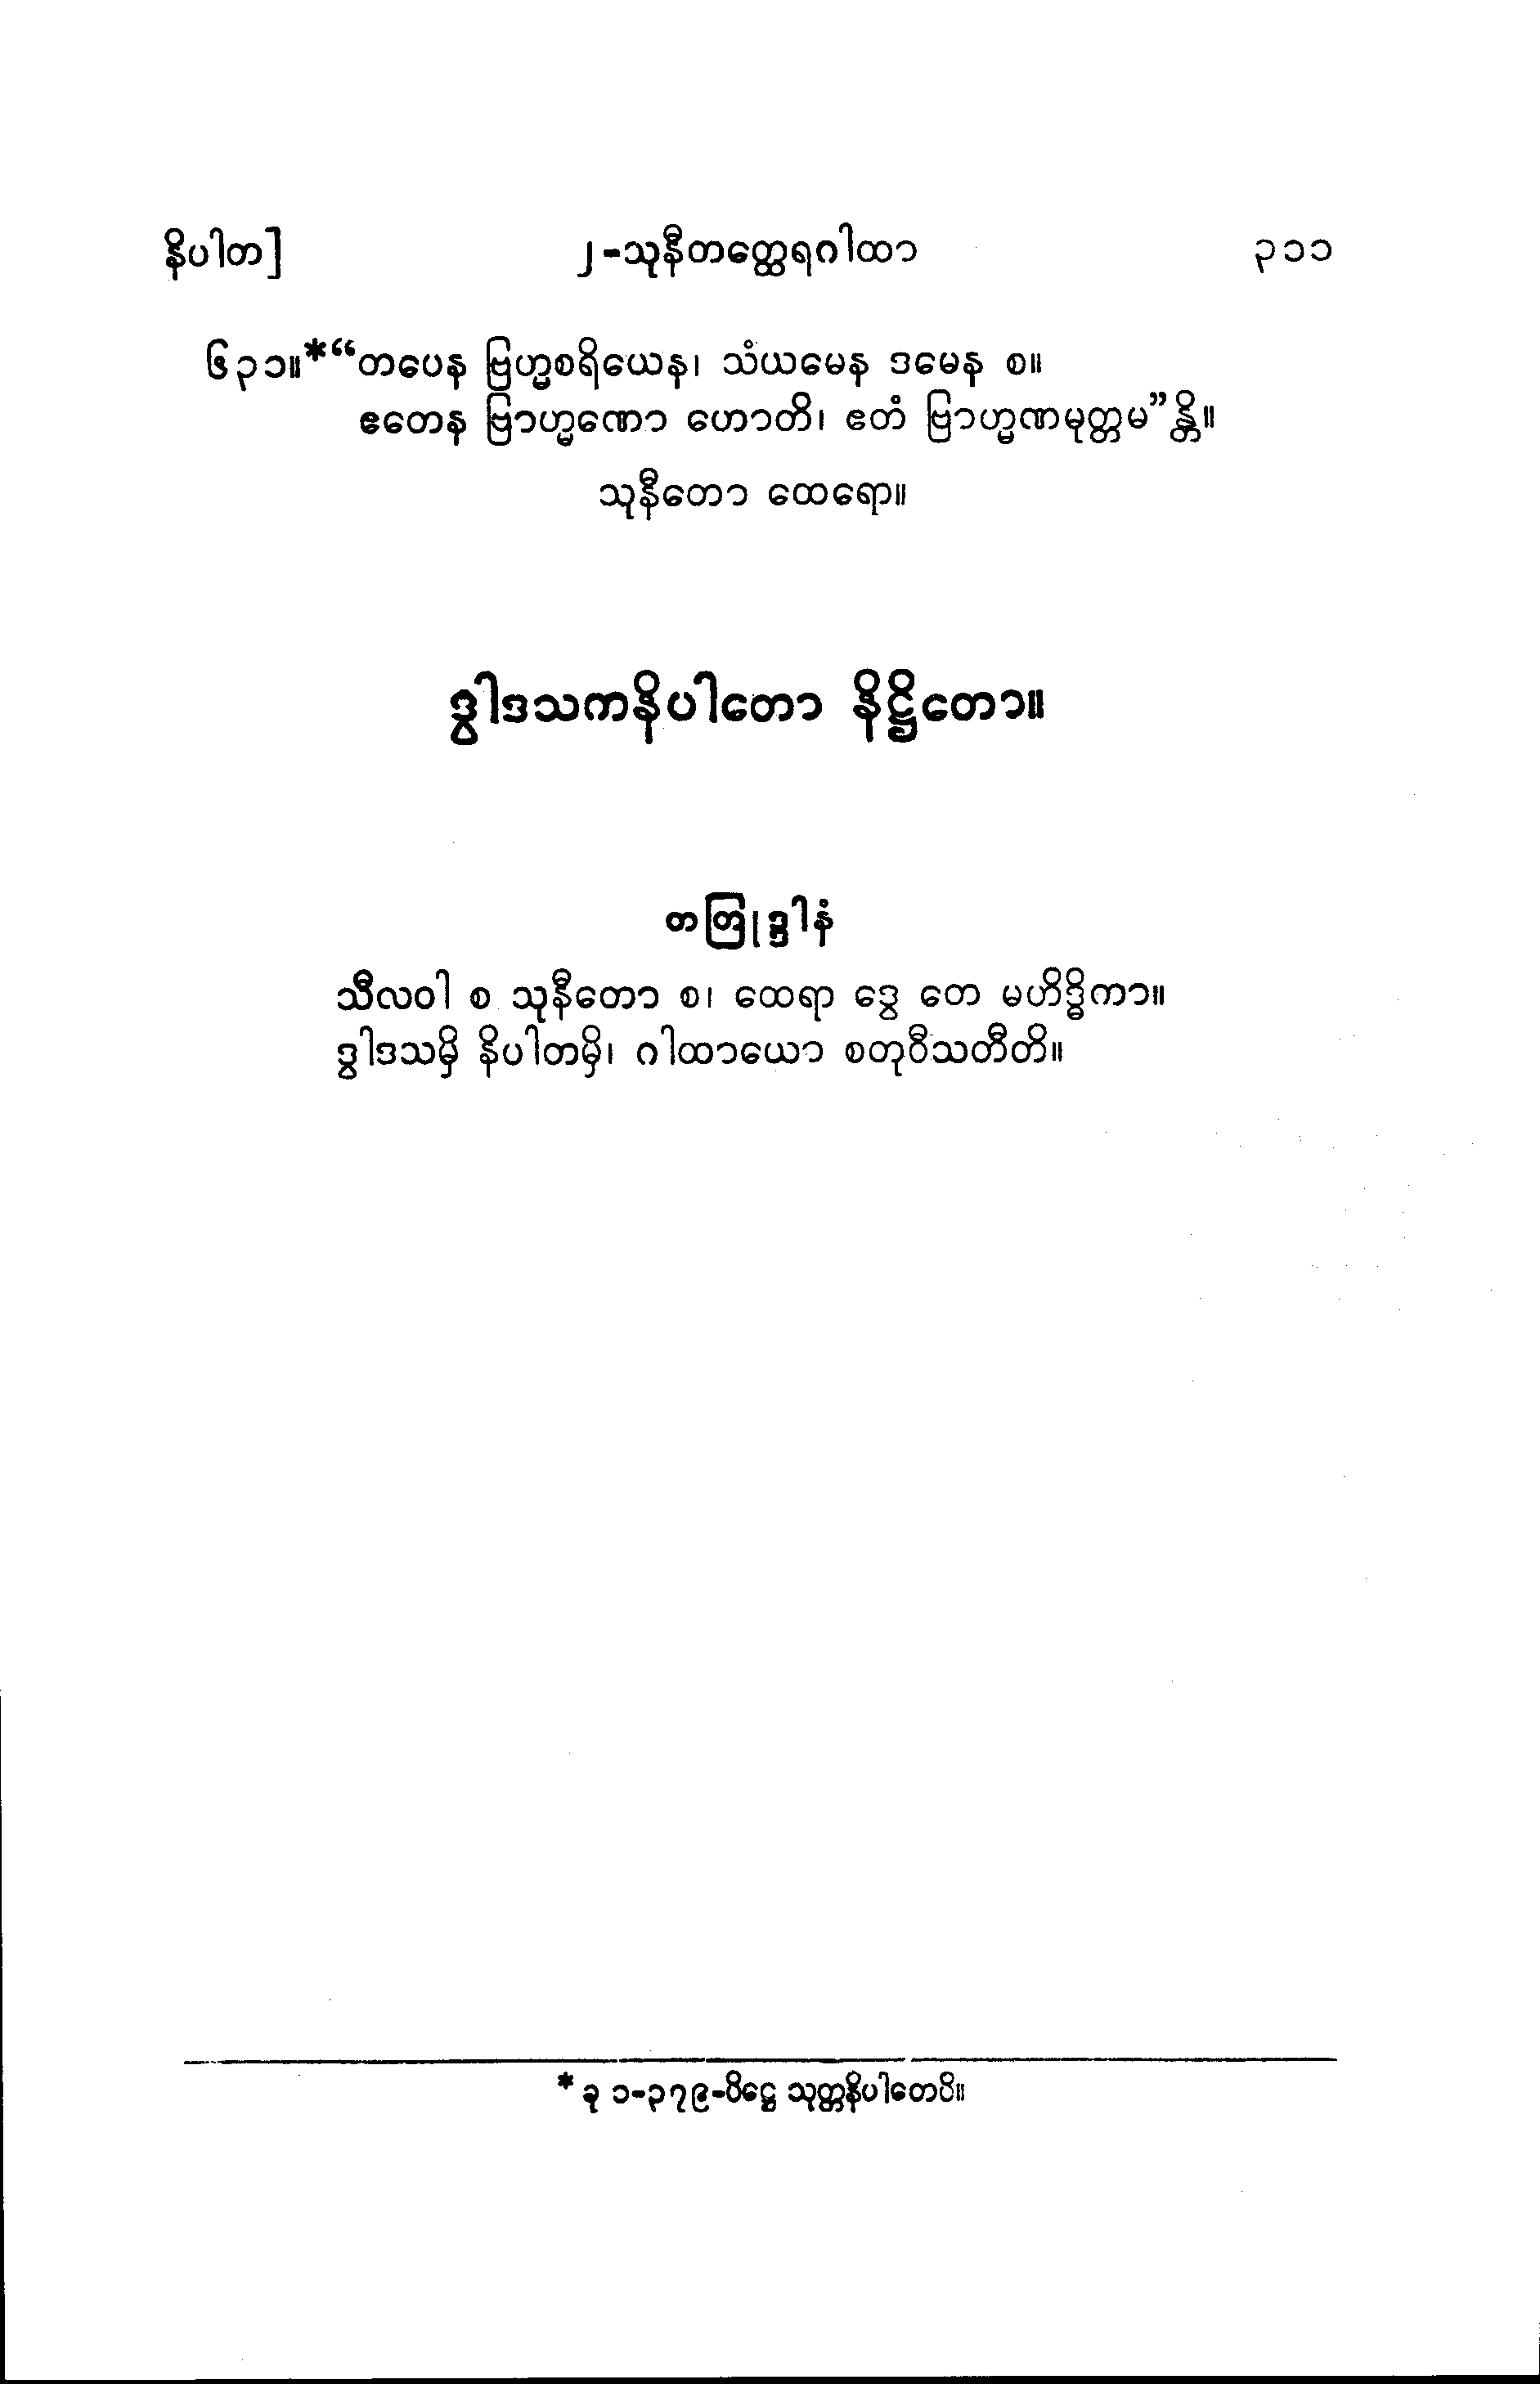 နိပါတ] ၂-သုနီတတ္ထေရဂါထာ ၃၁၁
၆၃၁။*“တပေန ဗြဟ္မစရိယေန၊ သံယမေန ဒမေန စ။
ဧတေန ဗြာဟ္မဏော ဟောတိ၊ ဧတံ ဗြာဟ္မဏမုတ္တမ”န္တိ။
သုနီတော ထေရော။
ဒွါဒသကနိပါတော နိဋ္ဌိတော။
တတြုဒ္ဒါနံ
သီလဝါ စ သုနီတော စ၊ ထေရာ ဒွေ တေ မဟိဒ္ဓိကာ။
ဒွါဒသမှိ နိပါတမှိ၊ ဂါထာယော စတုဝီသတီတိ။
* ခု ၁-၃၇၉-ပိဋ္ဌေ သုတ္တနိပါတေပိ။